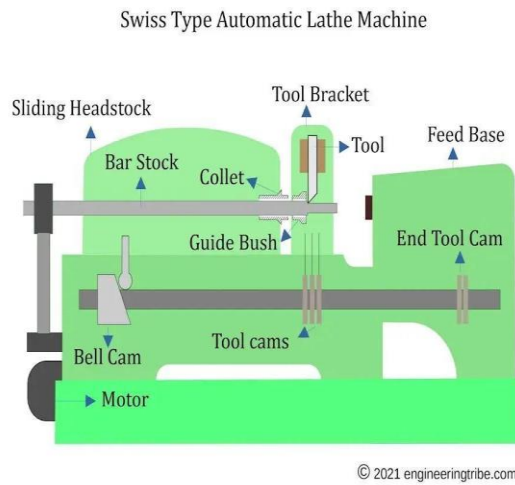 Swiss Type Automatic Lathe Machine
Tool Bracket
Sliding Headstock
Feed Base
Tool
Bar Stock
Collet
Guide Bush
End Tool Cam
Tool cams
Bell Cam
Motor
© 2021 engineeringtribe.com